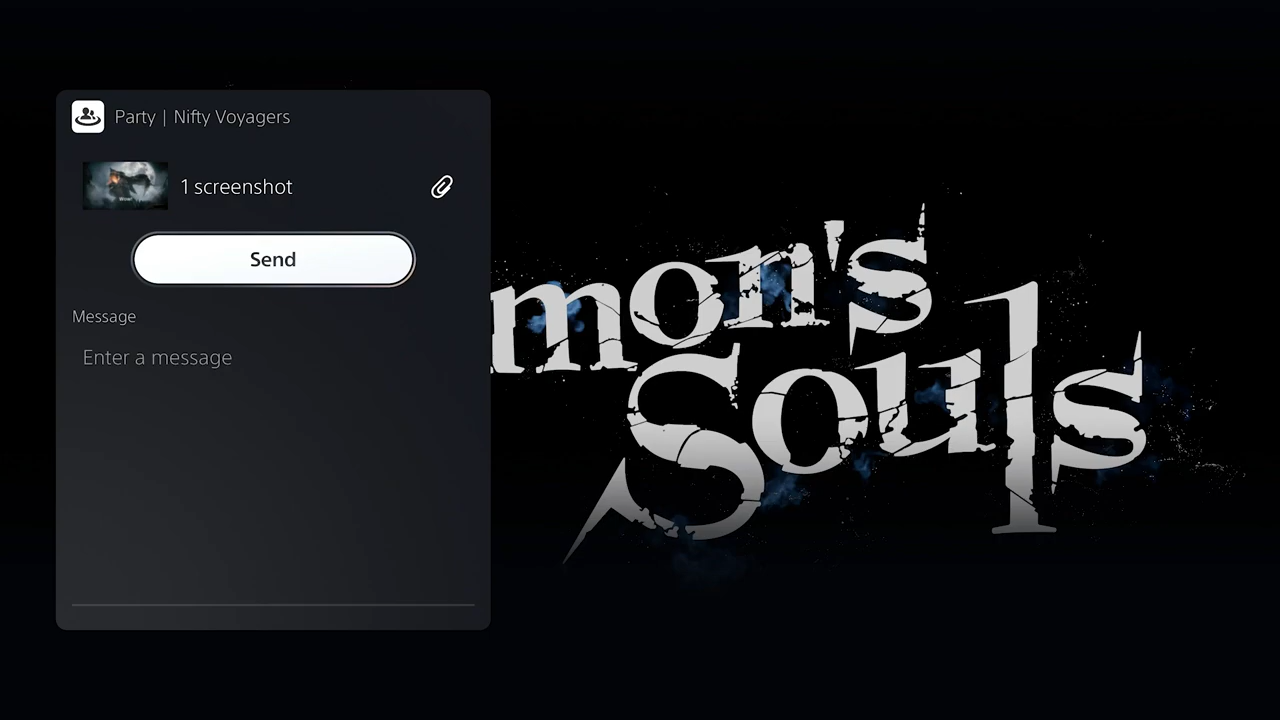 Party | Nifty Voyagers
1 screenshot
Send
Message
Enter a message
mon's
Souls